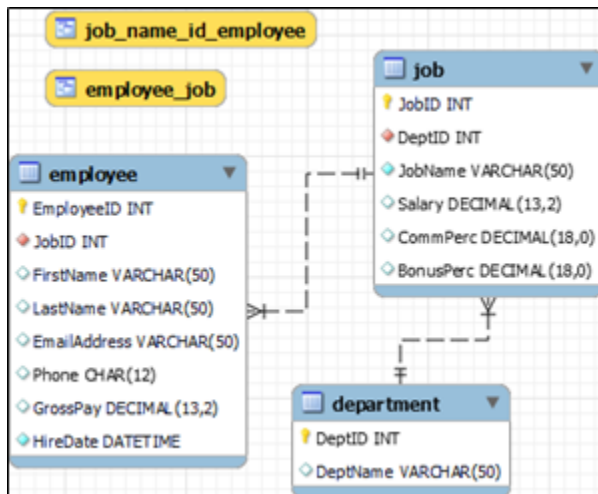 job_name_id_employee
employee_job
job
JobID INT
DeptID INT
JobName VARCHAR(50)
Salary DECIMAL(13,2)
CommPerc DECIMAL(18,0)
BonusPerc DECIMAL(18,0)
employee
EmployeeID INT
JobID INT
FirstName VARCHAR(50)
LastName VARCHAR(50)
EmailAddress VARCHAR(50)
Phone CHAR(12)
GrossPay DECIMAL(13,2)
HireDate DATETIME
department
DeptID INT
DeptName VARCHAR(50)